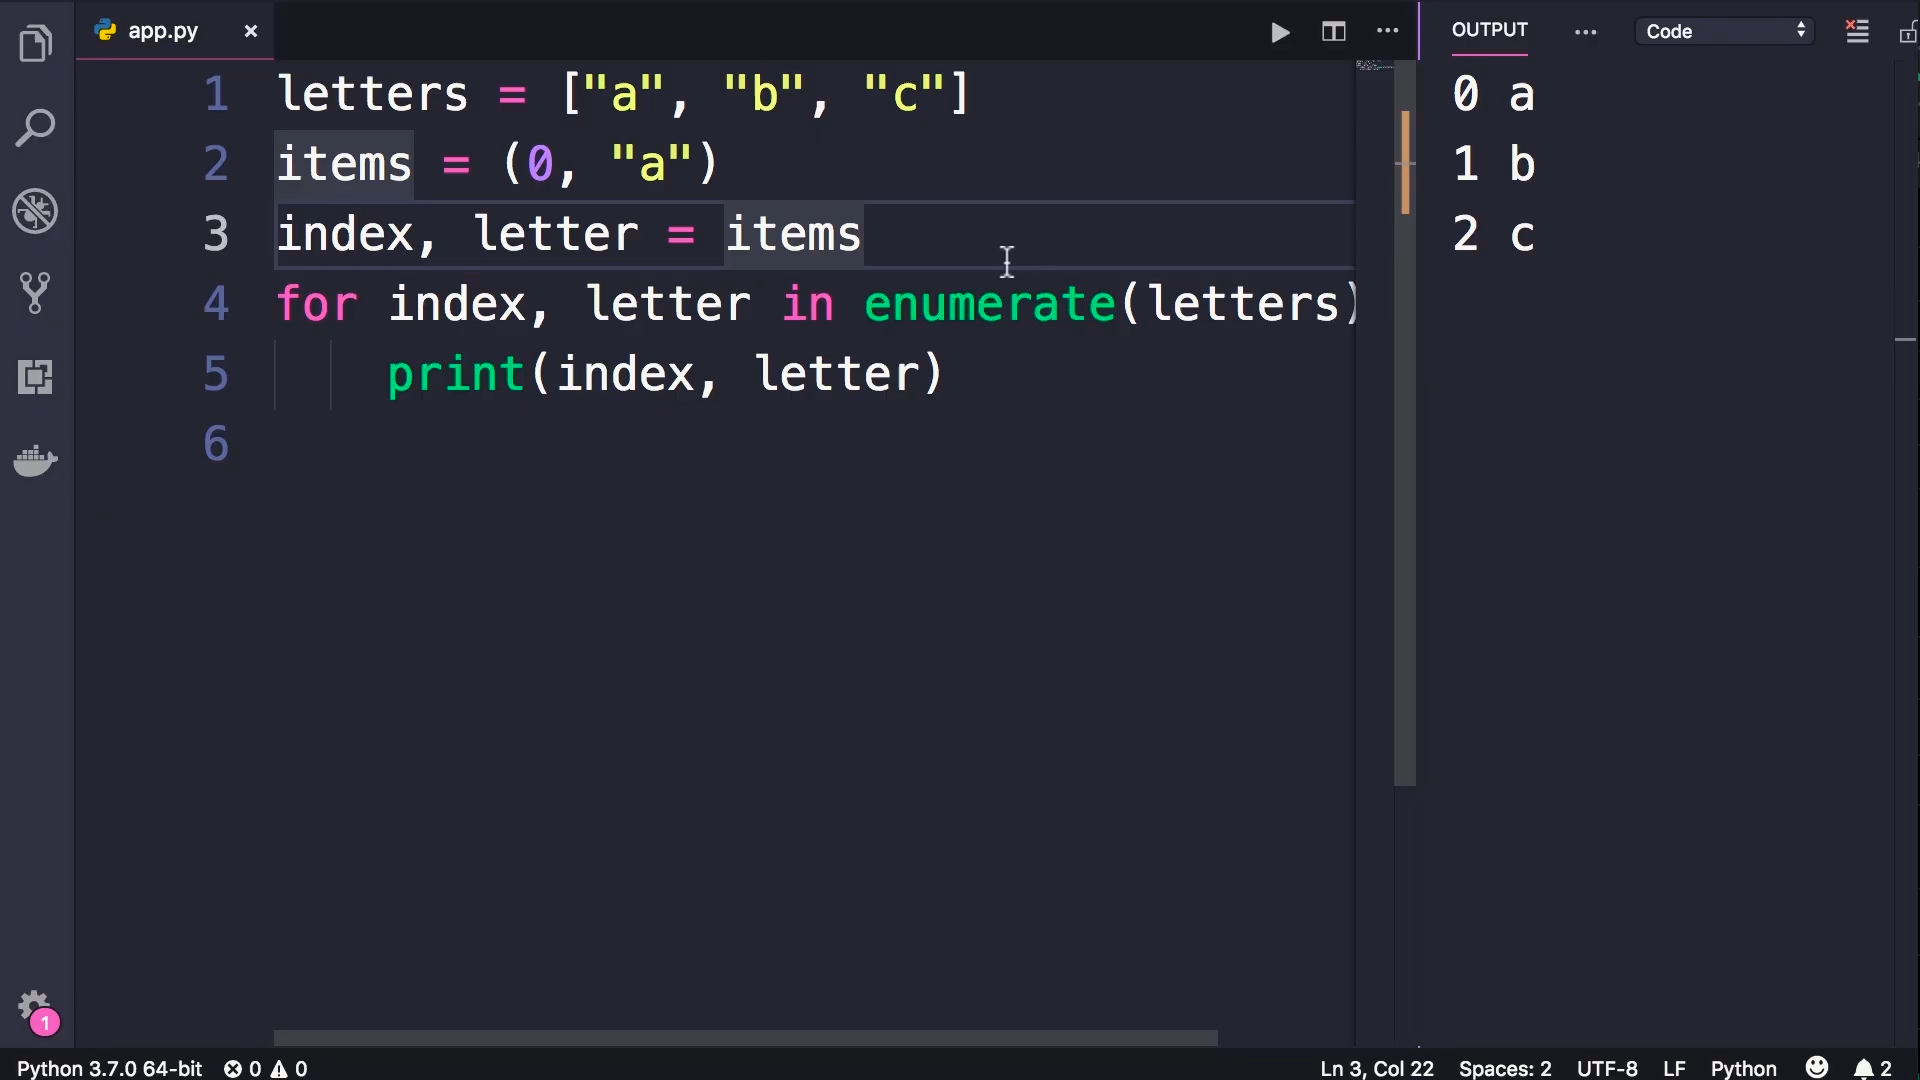 app.py
OUTPUT
Code
1 letters = ["a", "b", "c"]
2 items = (0, "a")
3 index, letter = items
4 for index, letter in enumerate(letters)
5     print(index, letter)
6
0 a
1 b
2 c
1
Python 3.7.0 64-bit 0 0 Ln 3, Col 22 Spaces: 2 UTF-8 LF Python 2